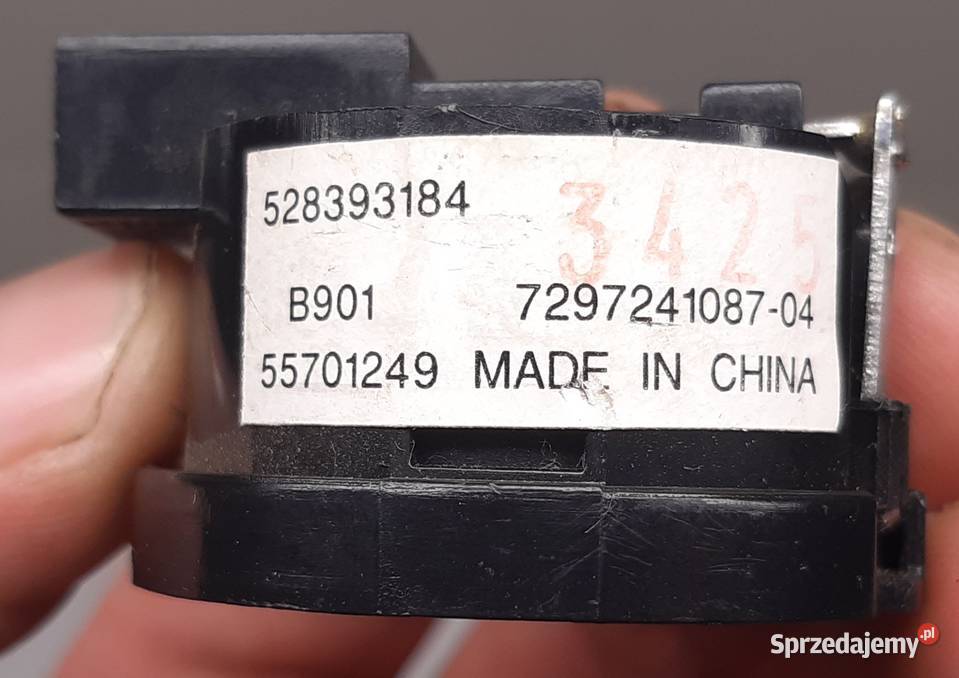 528393184
3425
B901 7297241087-04
55701249 MADE IN CHINA
Sprzedajemy.pl